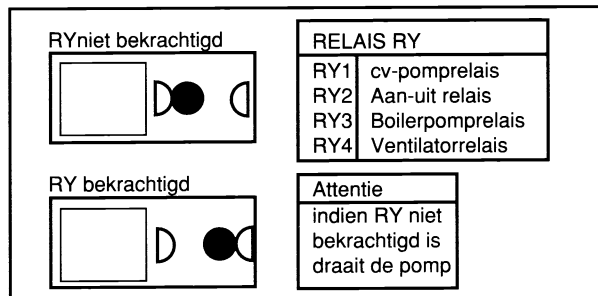 RYniet bekrachtigd
RELAIS RY
RY1 cv-pomprelais
RY2 Aan-uit relais
RY3 Boilerpomprelais
RY4 Ventilatorrelais
RY bekrachtigd
Attentie
indien RY niet
bekrachtigd is
draait de pomp